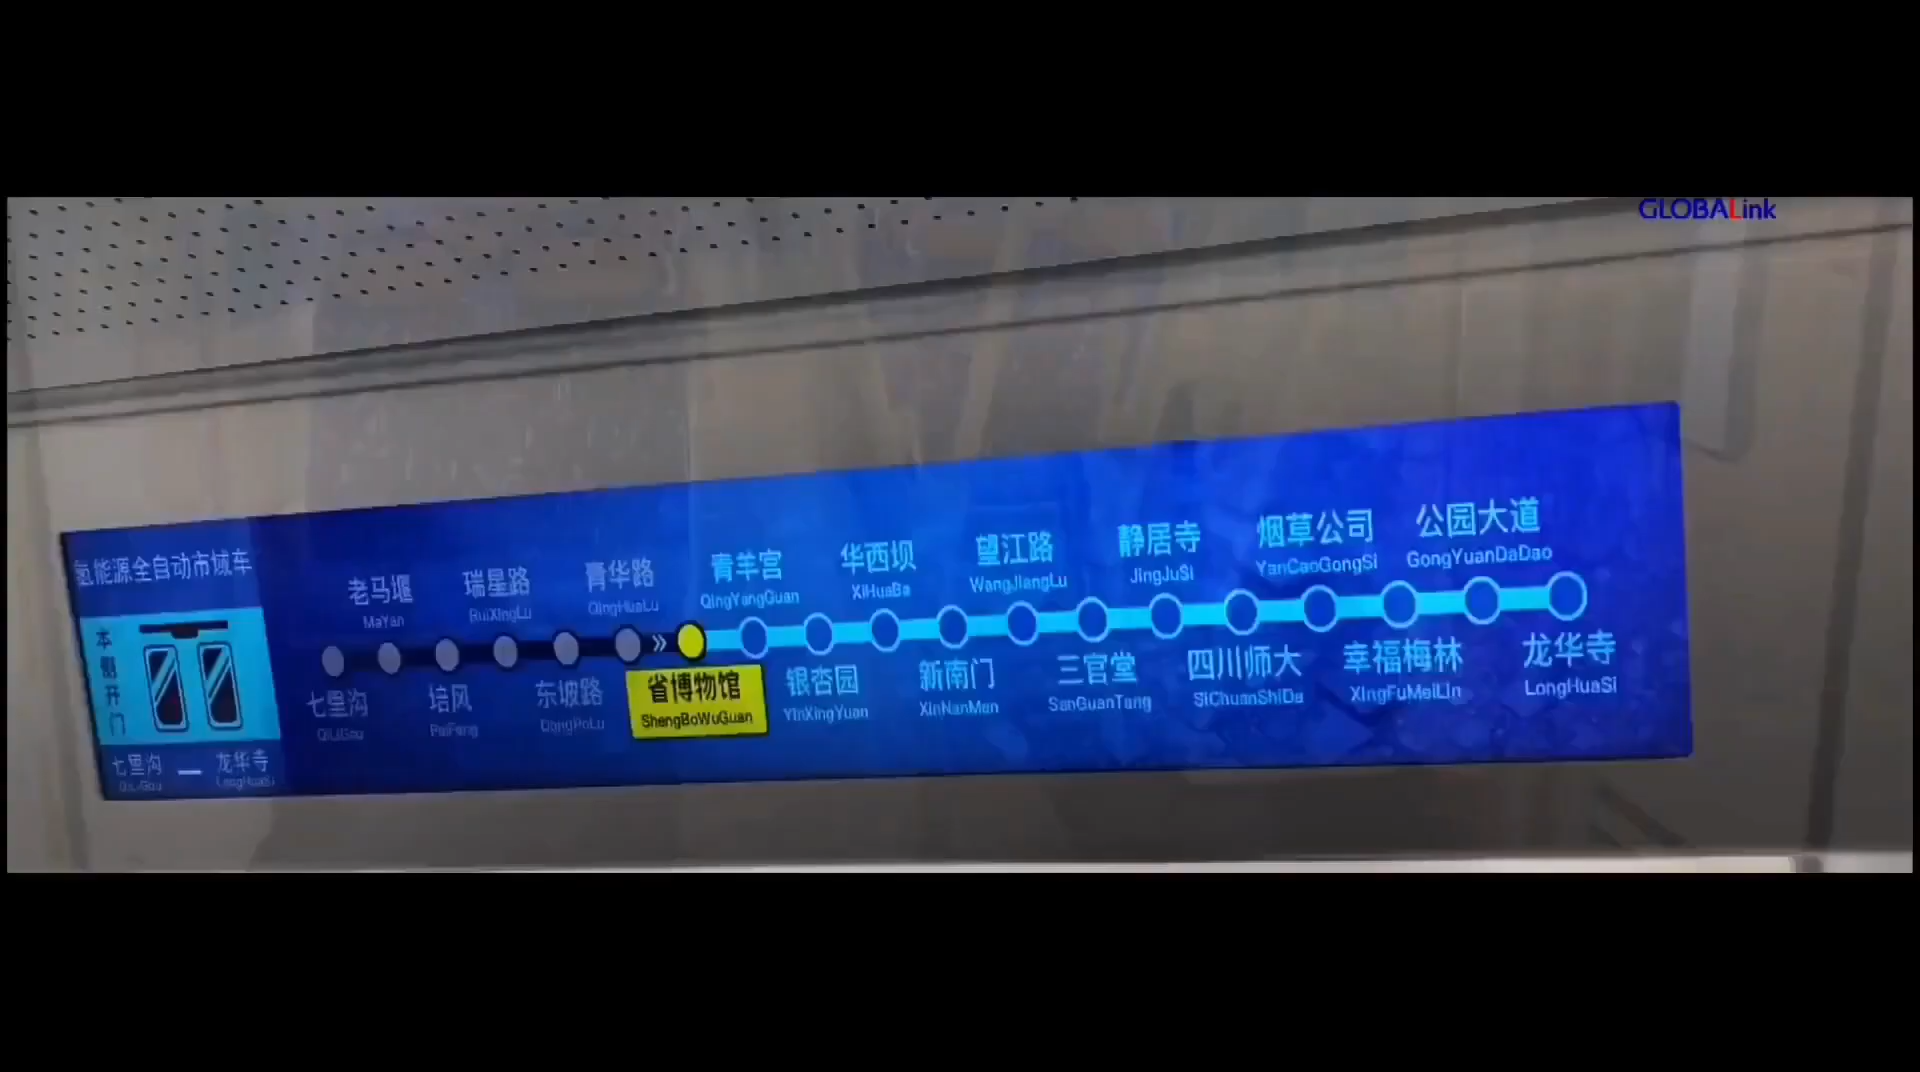 GLOBALink
氢能源全自动市域车
本侧开门
七里沟 — 龙华寺
QiLiGou LongHuaSi
七里沟
QiLiGou
老马堰
MaYan
培风
PeiFeng
瑞星路
RuiXingLu
东坡路
DongPoLu
青华路
QingHuaLu
省博物馆
ShengBoWuGuan
青羊宫
QingYangGuan
银杏园
YinXingYuan
华西坝
XiHuaBa
新南门
XinNanMen
望江路
WangJiangLu
三官堂
SanGuanTang
静居寺
JingJuSi
四川师大
SiChuanShiDa
烟草公司
YanCaoGongSi
幸福梅林
XingFuMeiLin
公园大道
GongYuanDaDao
龙华寺
LongHuaSi